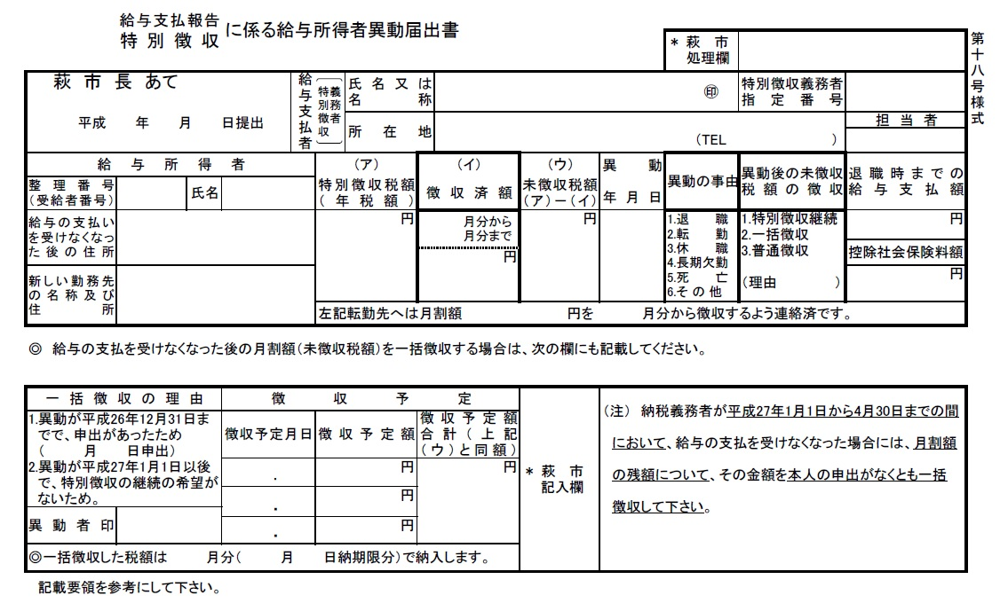 給与支払報告
特別徴収
に係る給与所得者異動届出書
* 萩市
処理欄
第十八号様式
萩市長あて
平成 年 月 日提出
給与支払者
特別徴収
義務者
氏名又は
名称
㊞
特別徴収義務者
指定番号
所在地
(TEL )
担当者
給与所得者
(ア)
特別徴収税額
(年税額)
(イ)
徴収済額
(ウ)
未徴収税額
(ア)-(イ)
異動
年月日
異動の事由
異動後の未徴収
税額の徴収
退職時までの
給与支払額
整理番号
(受給者番号)
氏名
給与の支払い
を受けなくなっ
た後の住所
円
月分から
月分まで
円
円
1.退職
2.転勤
3.休職
4.長期欠勤
5.死亡
6.その他
1.特別徴収継続
2.一括徴収
3.普通徴収
(理由 )
円
控除社会保険料額
円
新しい勤務先
の名称及び
住所
左記転勤先へは月割額 円を 月分から徴収するよう連絡済です。
◎ 給与の支払を受けなくなった後の月割額(未徴収税額)を一括徴収する場合は、次の欄にも記載してください。
一括徴収の理由
徴収予定
1.異動が平成26年12月31日ま
でで、申出があったため
( 月 日申出)
2.異動が平成27年1月1日以後
で、特別徴収の継続の希望が
ないため。
徴収予定月日
徴収予定額
徴収予定額
合計(上記
(ウ)と同額)
. 円
円
. 円
. 円
異動者印
◎一括徴収した税額は 月分( 月 日納期限分)で納入します。
* 萩市
記入欄
(注) 納税義務者が平成27年1月1日から4月30日までの間
において、給与の支払を受けなくなった場合には、月割額
の残額について、その金額を本人の申出がなくとも一括
徴収して下さい。
記載要領を参考にして下さい。